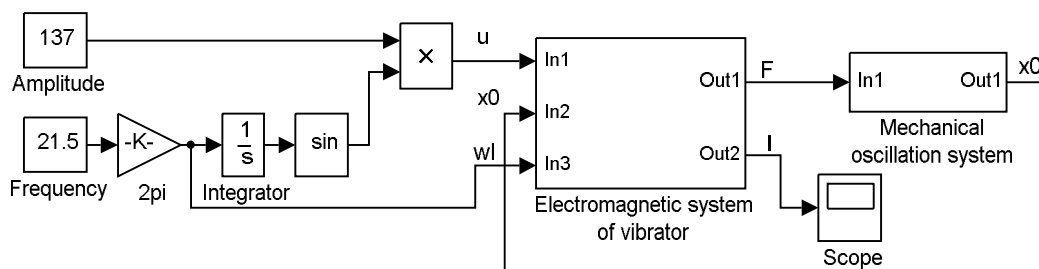 137
Amplitude
21.5
Frequency
-K-
2pi
1
s
Integrator
sin
×
u
x0
wl
In1
In2
In3
Out1
Out2
Electromagnetic system
of vibrator
F
I
Scope
In1
Out1
Mechanical
oscillation system
x0